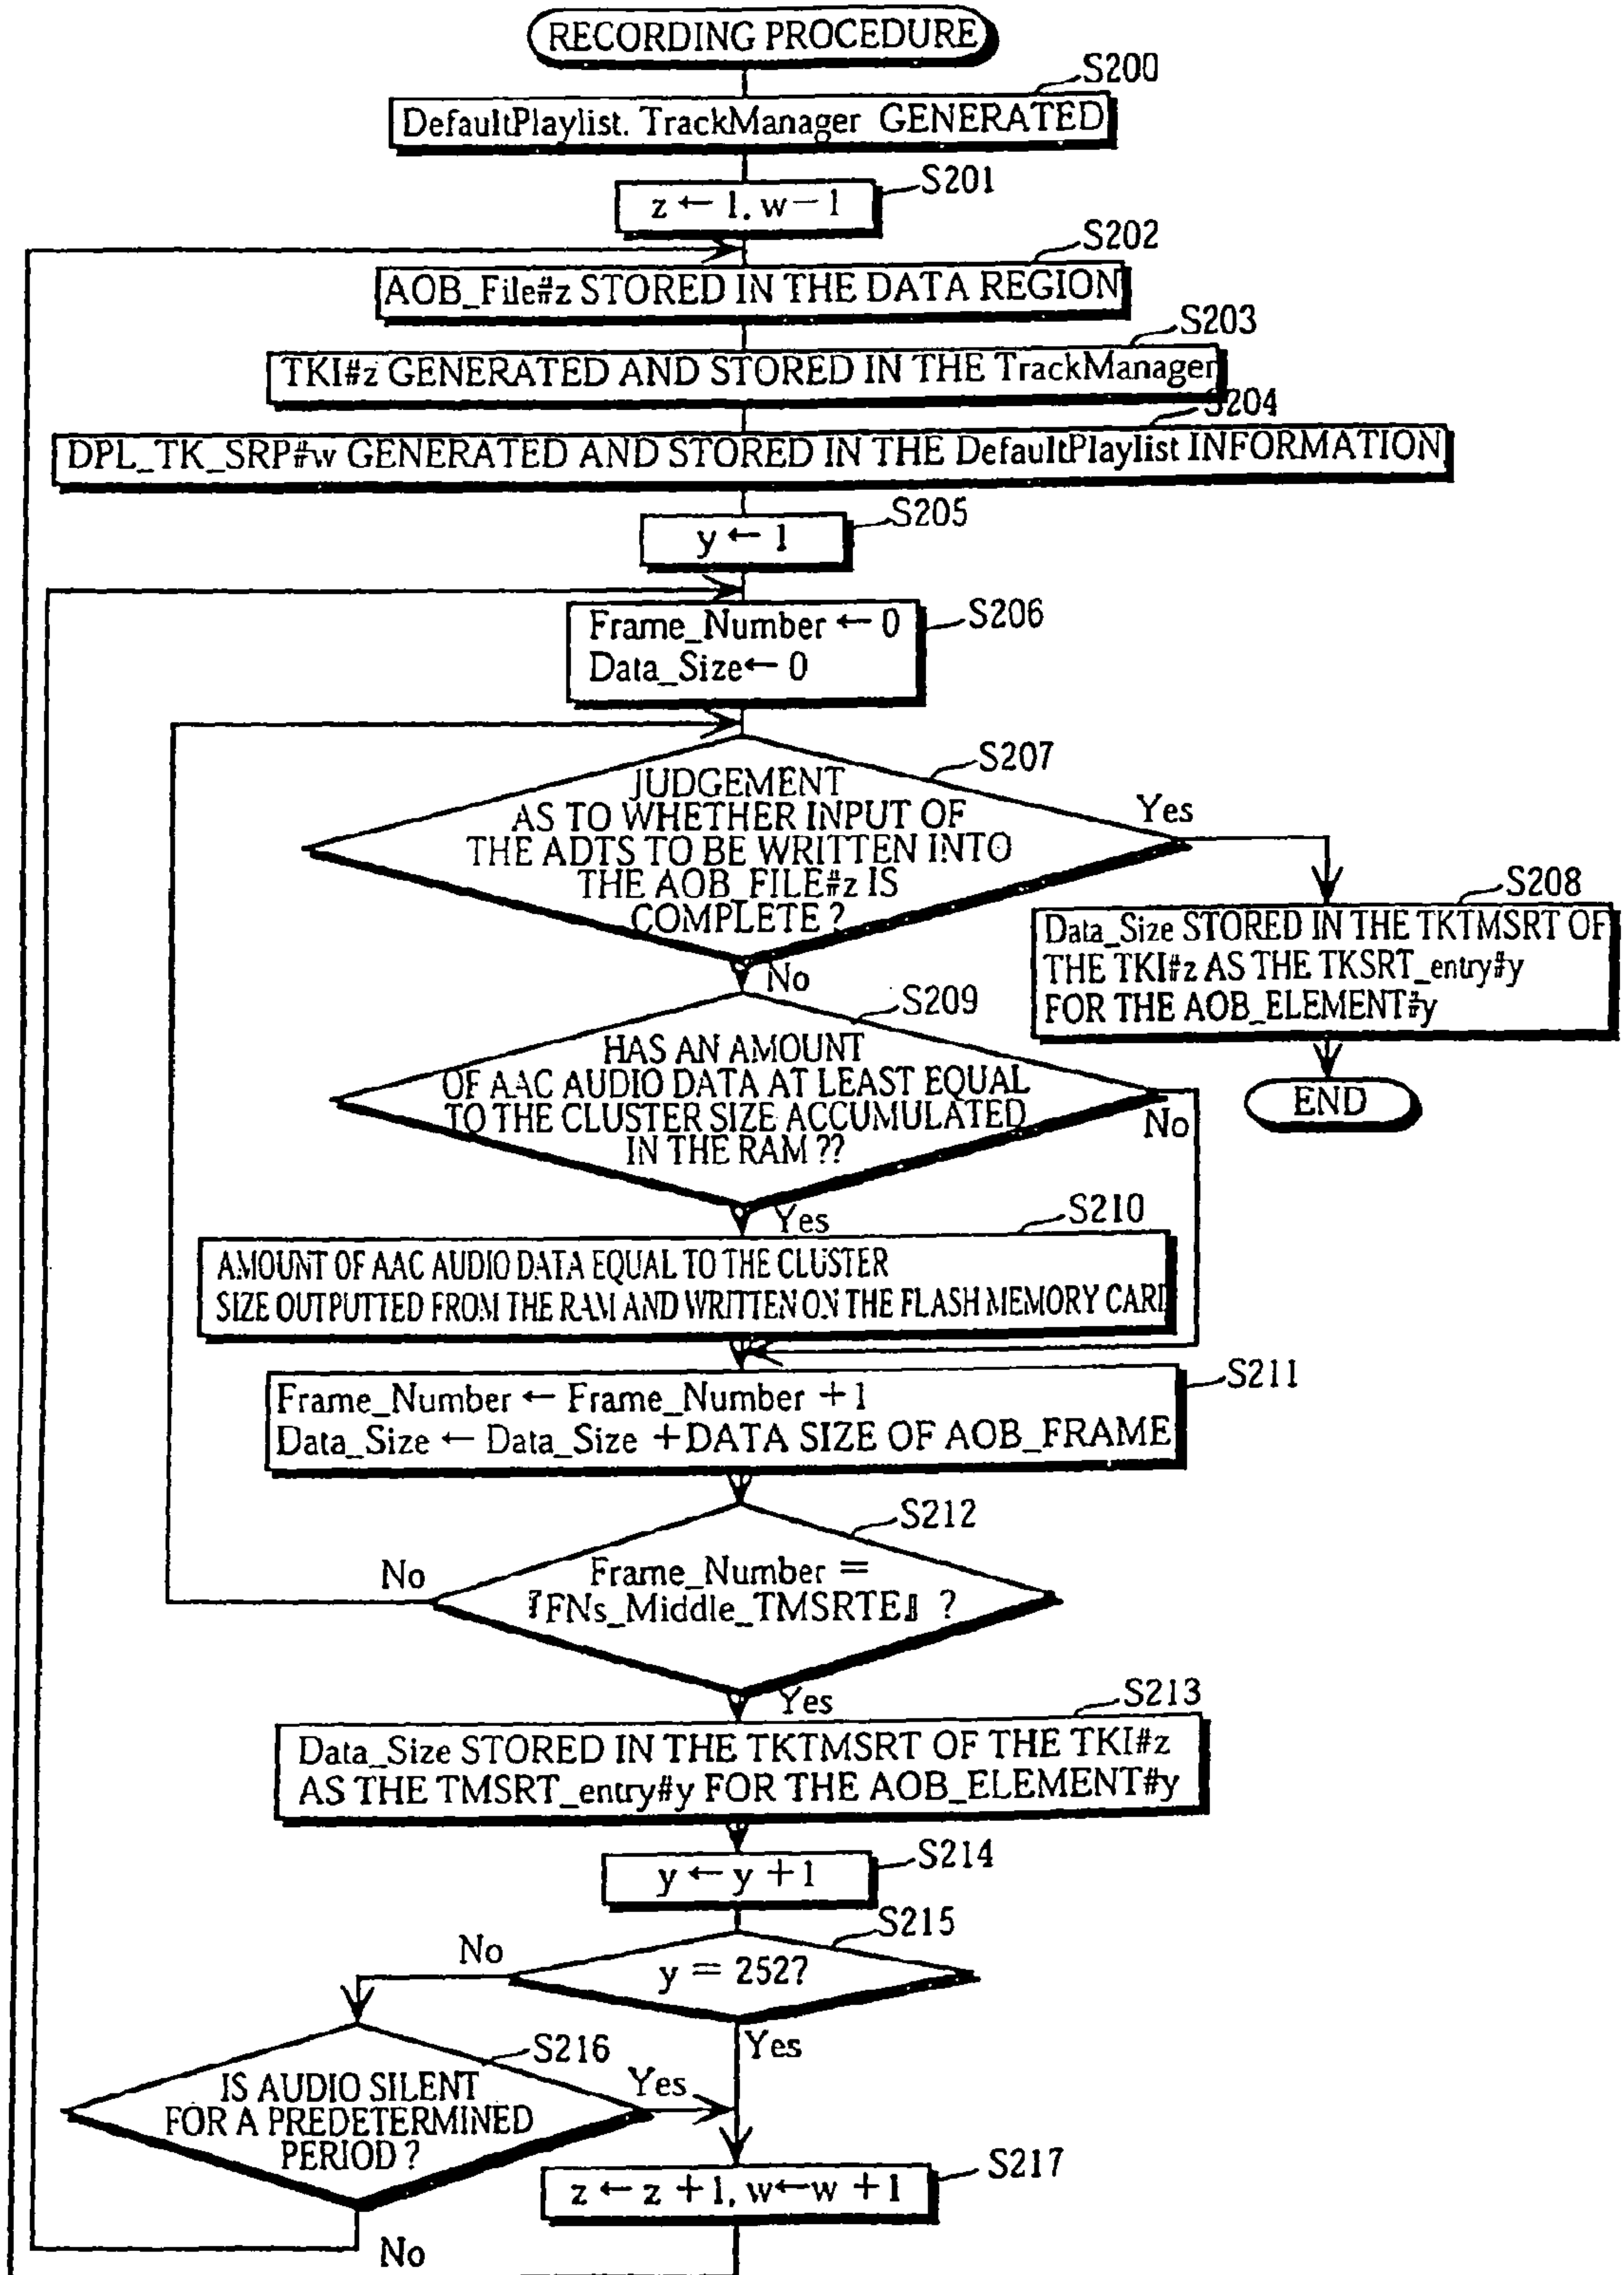 RECORDING PROCEDURE
S200
DefaultPlaylist. TrackManager GENERATED
S201
z ← 1. w－1
S202
AOB_File#z STORED IN THE DATA REGION
S203
TKI#z GENERATED AND STORED IN THE TrackManager
S204
DPL_TK_SRP#w GENERATED AND STORED IN THE DefaultPlaylist INFORMATION
S205
y ← 1
S206
Frame_Number ← 0
Data_Size← 0
S207
JUDGEMENT
AS TO WHETHER INPUT OF
THE ADTS TO BE WRITTEN INTO
THE AOB_FILE#z IS
COMPLETE ?
Yes
No
S208
Data_Size STORED IN THE TKTMSRT OF
THE TKI#z AS THE TKSRT_entry#y
FOR THE AOB_ELEMENT#y
END
S209
HAS AN AMOUNT
OF AAC AUDIO DATA AT LEAST EQUAL
TO THE CLUSTER SIZE ACCUMULATED
IN THE RAM ??
No
Yes
S210
AMOUNT OF AAC AUDIO DATA EQUAL TO THE CLUSTER
SIZE OUTPUTTED FROM THE RAM AND WRITTEN ON THE FLASH MEMORY CARD
S211
Frame_Number ← Frame_Number +1
Data_Size ← Data_Size +DATA SIZE OF AOB_FRAME
S212
Frame_Number =
『FNs_Middle_TMSRTE』 ?
No
Yes
S213
Data_Size STORED IN THE TKTMSRT OF THE TKI#z
AS THE TMSRT_entry#y FOR THE AOB_ELEMENT#y
S214
y ← y +1
S215
y = 252?
No
Yes
S216
IS AUDIO SILENT
FOR A PREDETERMINED
PERIOD ?
Yes
No
S217
z ← z +1, w←w +1